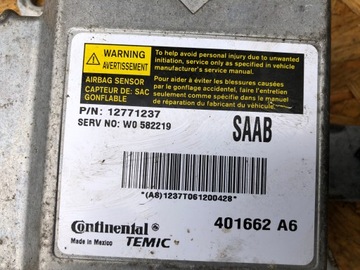 WARNING
AVERTISSEMENT
AIRBAG SENSOR
CAPTEUR DE: SAC
GONFLABLE
To help avoid personal injury due to unwanted
initiation, service only as specified in the
vehicle's service manual.
Pour aider à éviter des blessures causées
par le gonflage accidentel, faire l'entretien
seulement comme spécifié dans le manuel
de réparation du fabricant du véhicule.
P/N: 12771237
SERV NO: W0 582219
SAAB
*(A8)1237T061200428*
Continental
TEMIC
Made in Mexico
401662 A6